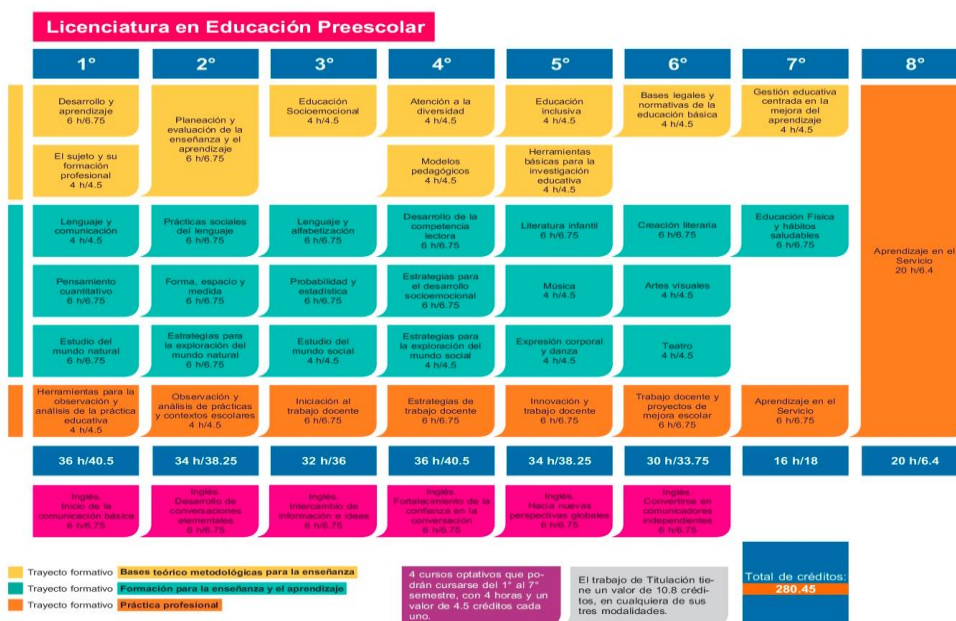 Licenciatura en Educación Preescolar
1°
2°
3°
4°
5°
6°
7°
8°
Desarrollo y
aprendizaje
6 h/6.75
Planeación y
evaluación de la
enseñanza y el
aprendizaje
6 h/6.75
Educación
Socioemocional
4 h/4.5
Atención a la
diversidad
4 h/4.5
Educación
inclusiva
4 h/4.5
Bases legales y
normativas de la
educación básica
4 h/4.5
Gestión educativa
centrada en la
mejora del
aprendizaje
4 h/4.5
El sujeto y su
formación
profesional
4 h/4.5
Modelos
pedagógicos
4 h/4.5
Herramientas
básicas para la
investigación
educativa
4 h/4.5
Lenguaje y
comunicación
4 h/4.5
Prácticas sociales
del lenguaje
6 h/6.75
Lenguaje y
alfabetización
6 h/6.75
Desarrollo de la
competencia
lectora
6 h/6.75
Literatura infantil
6 h/6.75
Creación literaria
6 h/6.75
Educación Física
y hábitos
saludables
6 h/6.75
Aprendizaje en el
Servicio
20 h/6.4
Pensamiento
cuantitativo
6 h/6.75
Forma, espacio y
medida
6 h/6.75
Probabilidad y
estadística
6 h/6.75
Estrategias para
el desarrollo
socioemocional
6 h/6.75
Música
4 h/4.5
Artes visuales
4 h/4.5
Estudio del
mundo natural
6 h/6.75
Estrategias para
la exploración del
mundo natural
6 h/6.75
Estudio del
mundo social
4 h/4.5
Estrategias para
la exploración del
mundo social
4 h/4.5
Expresión corporal
y danza
4 h/4.5
Teatro
4 h/4.5
Herramientas para la
observación y
análisis de la práctica
educativa
4 h/4.5
Observación y
análisis de prácticas
y contextos escolares
4 h/4.5
Iniciación al
trabajo docente
6 h/6.75
Estrategias de
trabajo docente
6 h/6.75
Innovación y
trabajo docente
6 h/6.75
Trabajo docente y
proyectos de
mejora escolar
6 h/6.75
Aprendizaje en el
Servicio
6 h/6.75
36 h/40.5
34 h/38.25
32 h/36
36 h/40.5
34 h/38.25
30 h/33.75
16 h/18
20 h/6.4
Inglés.
Inicio de la
comunicación básica
6 h/6.75
Inglés.
Desarrollo de
conversaciones
elementales
6 h/6.75
Inglés.
Intercambio de
información e ideas
6 h/6.75
Inglés.
Fortalecimiento de la
confianza en la
conversación
6 h/6.75
Inglés.
Hacia nuevas
perspectivas globales
6 h/6.75
Inglés.
Convertirse en
comunicadores
independientes
6 h/6.75
Trayecto formativo Bases teórico metodológicas para la enseñanza
Trayecto formativo Formación para la enseñanza y el aprendizaje
Trayecto formativo Práctica profesional
4 cursos optativos que po-
drán cursarse del 1° al 7°
semestre, con 4 horas y un
valor de 4.5 créditos cada
uno.
El trabajo de Titulación tie-
ne un valor de 10.8 crédi-
tos, en cualquiera de sus
tres modalidades.
Total de créditos:
280.45